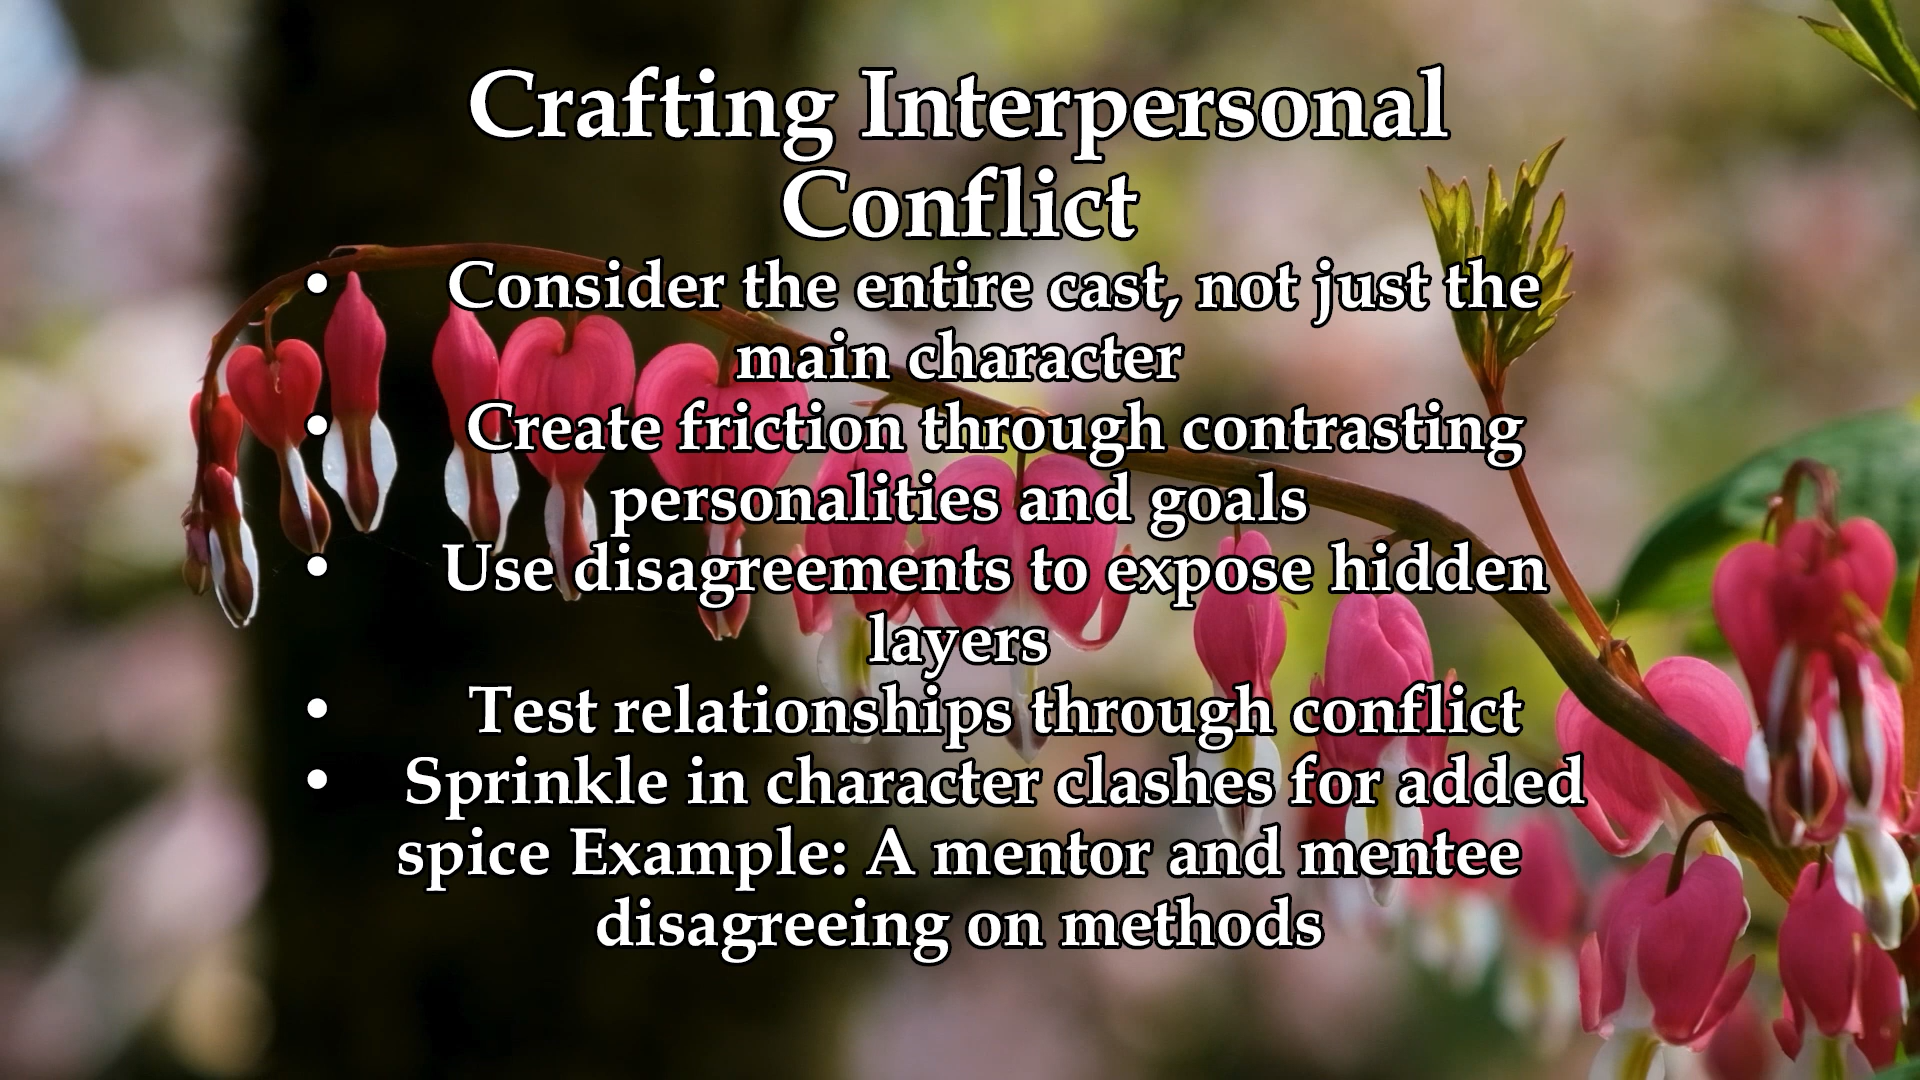 Crafting Interpersonal
Conflict
• Consider the entire cast, not just the
main character
• Create friction through contrasting
personalities and goals
• Use disagreements to expose hidden
layers
• Test relationships through conflict
• Sprinkle in character clashes for added
spice Example: A mentor and mentee
disagreeing on methods